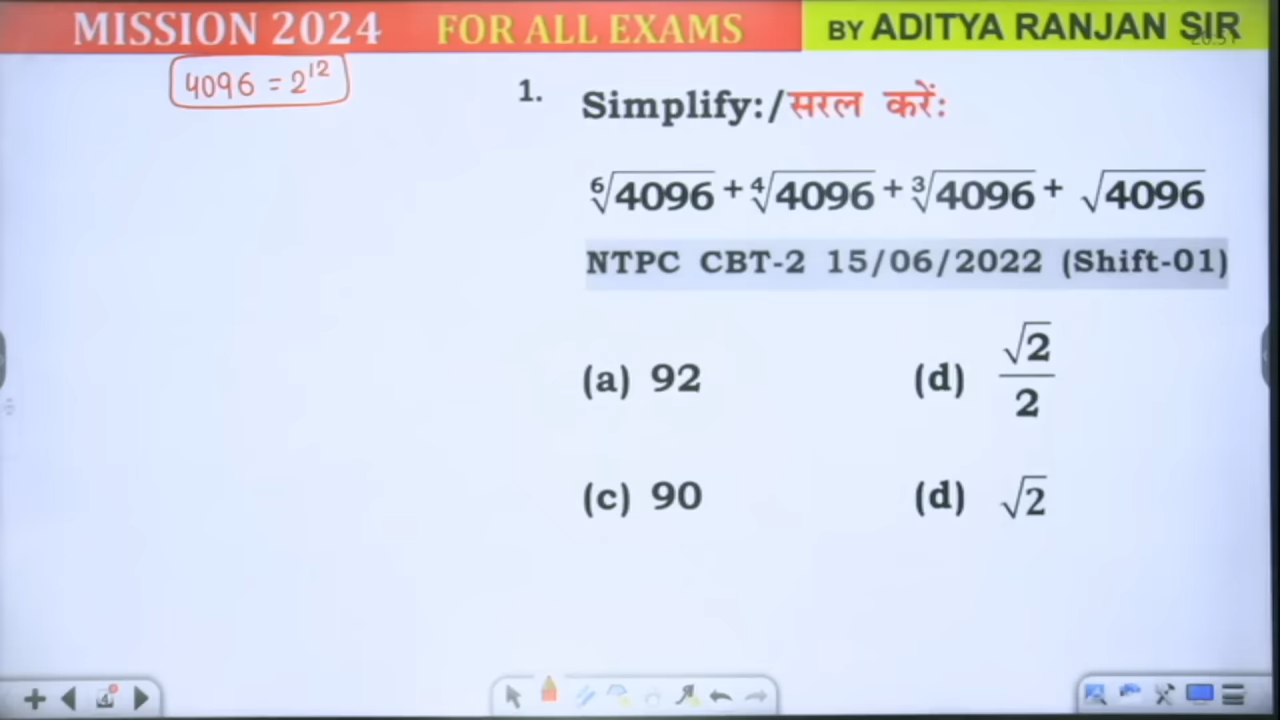 MISSION 2024 FOR ALL EXAMS BY ADITYA RANJAN SIR
4096 = 2¹²
1. Simplify:/सरल करें:
⁶√4096 + ⁴√4096 + ³√4096 + √4096
NTPC CBT-2 15/06/2022 (Shift-01)
(a) 92 (d) √2/2
(c) 90 (d) √2